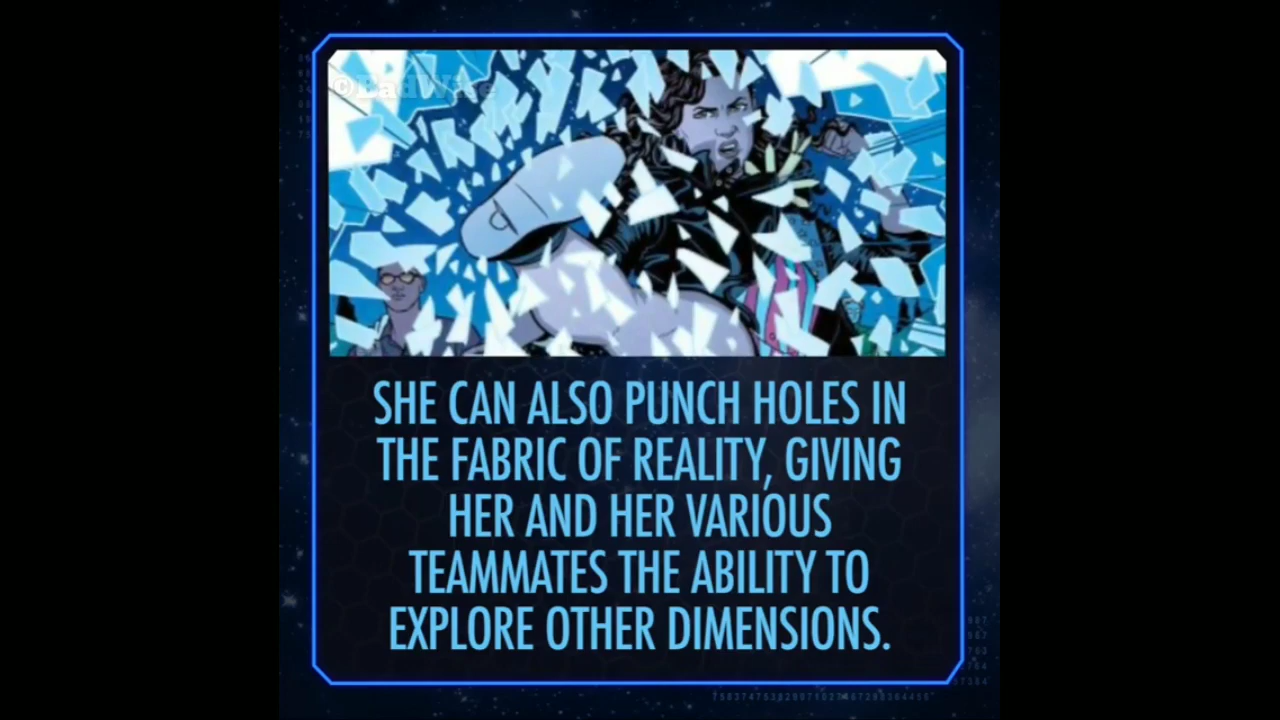 ©BadWise
SHE CAN ALSO PUNCH HOLES IN
THE FABRIC OF REALITY, GIVING
HER AND HER VARIOUS
TEAMMATES THE ABILITY TO
EXPLORE OTHER DIMENSIONS.